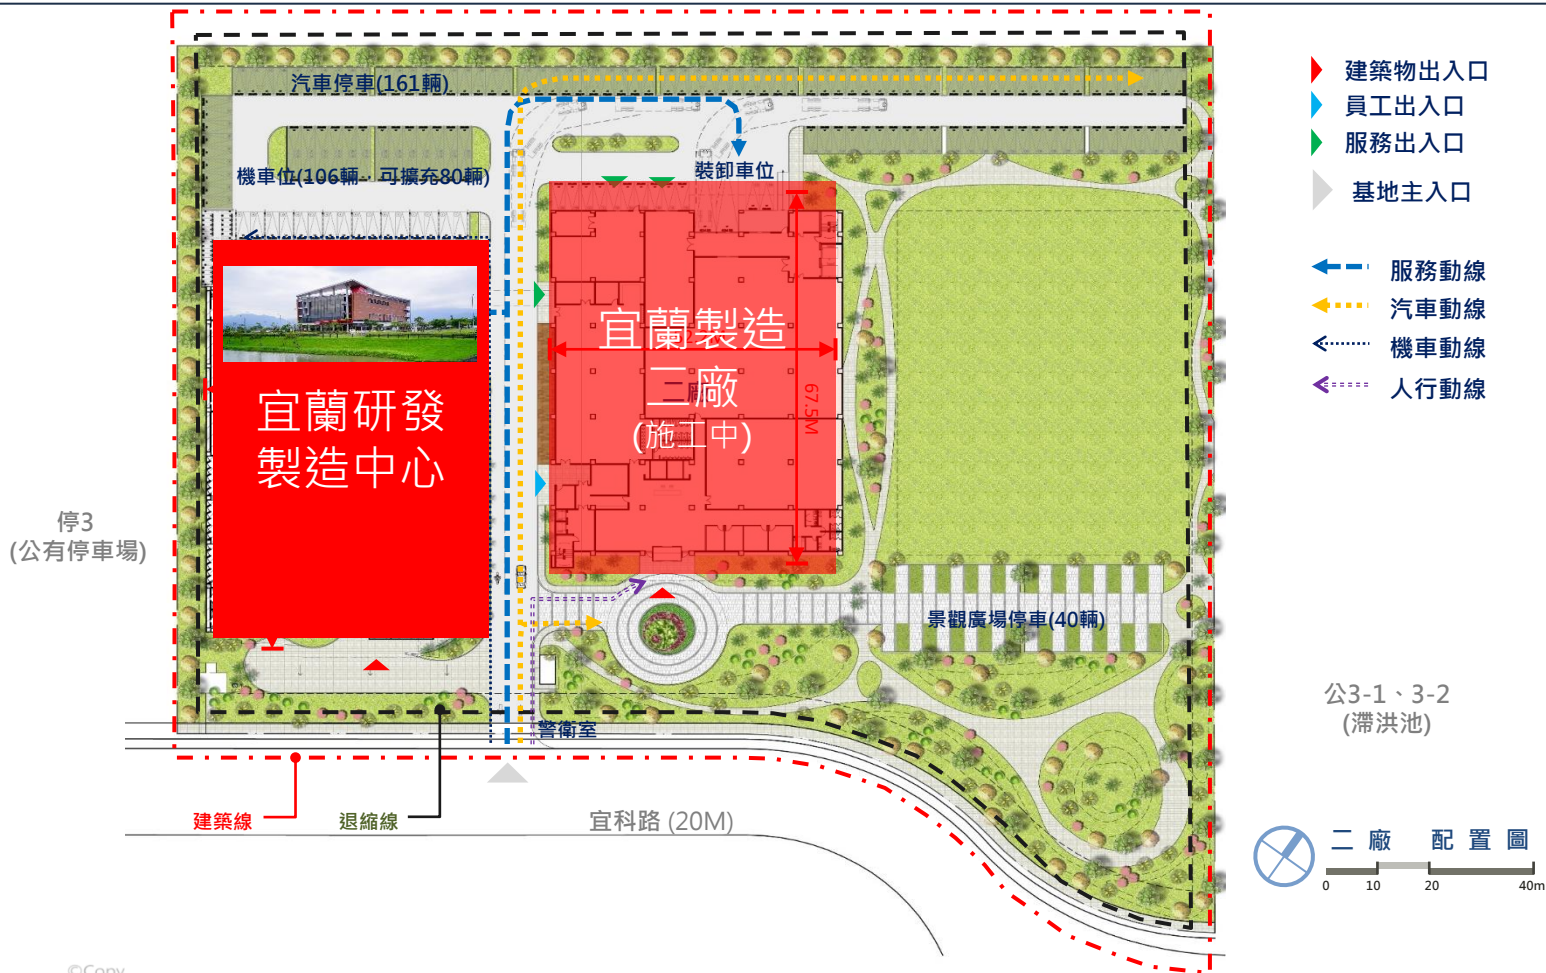 汽車停車(161輛)
機車位(106輛- 可擴充80輛)
裝卸車位
宜蘭製造
二廠
(施工中)
二廠
67.5M
宜蘭研發
製造中心
停3
(公有停車場)
景觀廣場停車(40輛)
警衛室
建築線
退縮線
宜科路 (20M)
公3-1、3-2
(滯洪池)
建築物出入口
員工出入口
服務出入口
基地主入口
服務動線
汽車動線
機車動線
人行動線
二廠 配置圖
0 10 20 40m
©Copy